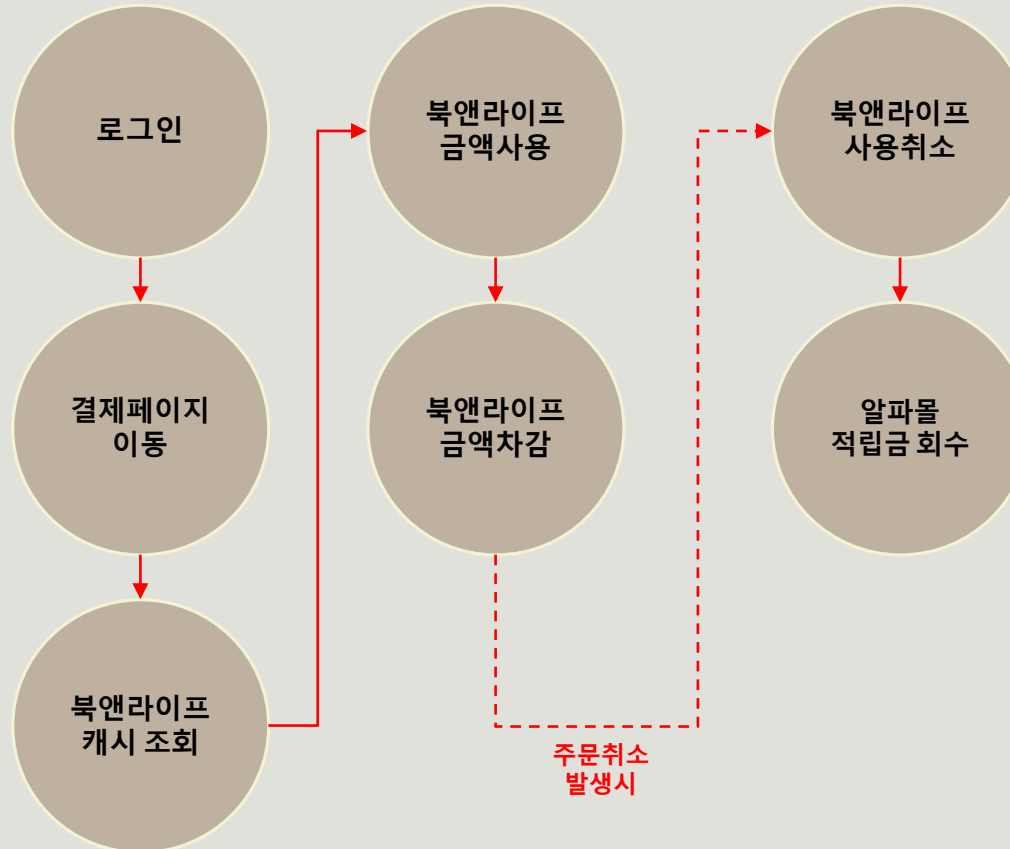 로그인
결제페이지
이동
북앤라이프
캐시 조회
북앤라이프
금액사용
북앤라이프
금액차감
주문취소
발생시
북앤라이프
사용취소
알파몰
적립금 회수